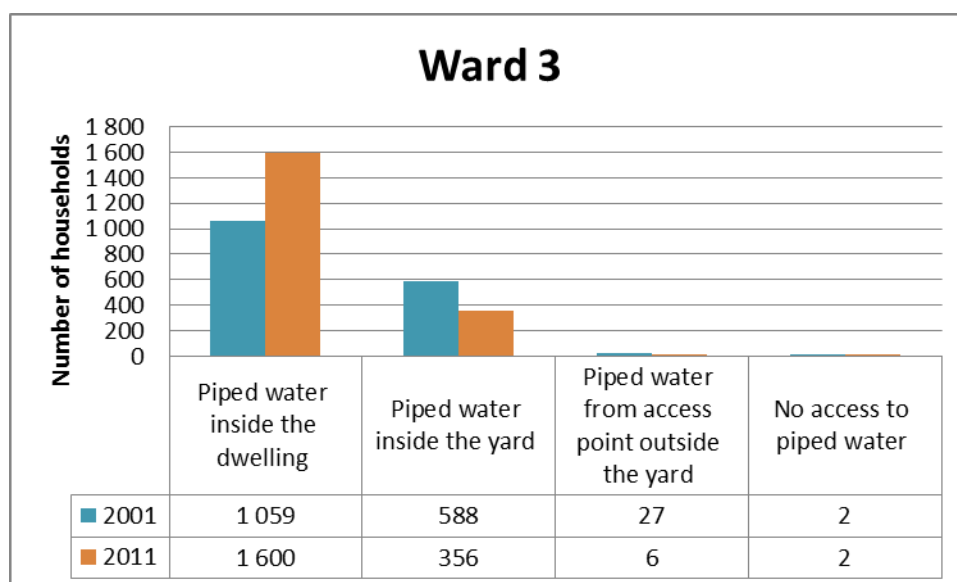 Ward 3
Number of households
1 800
1 600
1 400
1 200
1 000
800
600
400
200
0
Piped water
inside the
dwelling
Piped water
inside the yard
Piped water
from access
point outside
the yard
No access to
piped water
2001 1 059 588 27 2
2011 1 600 356 6 2